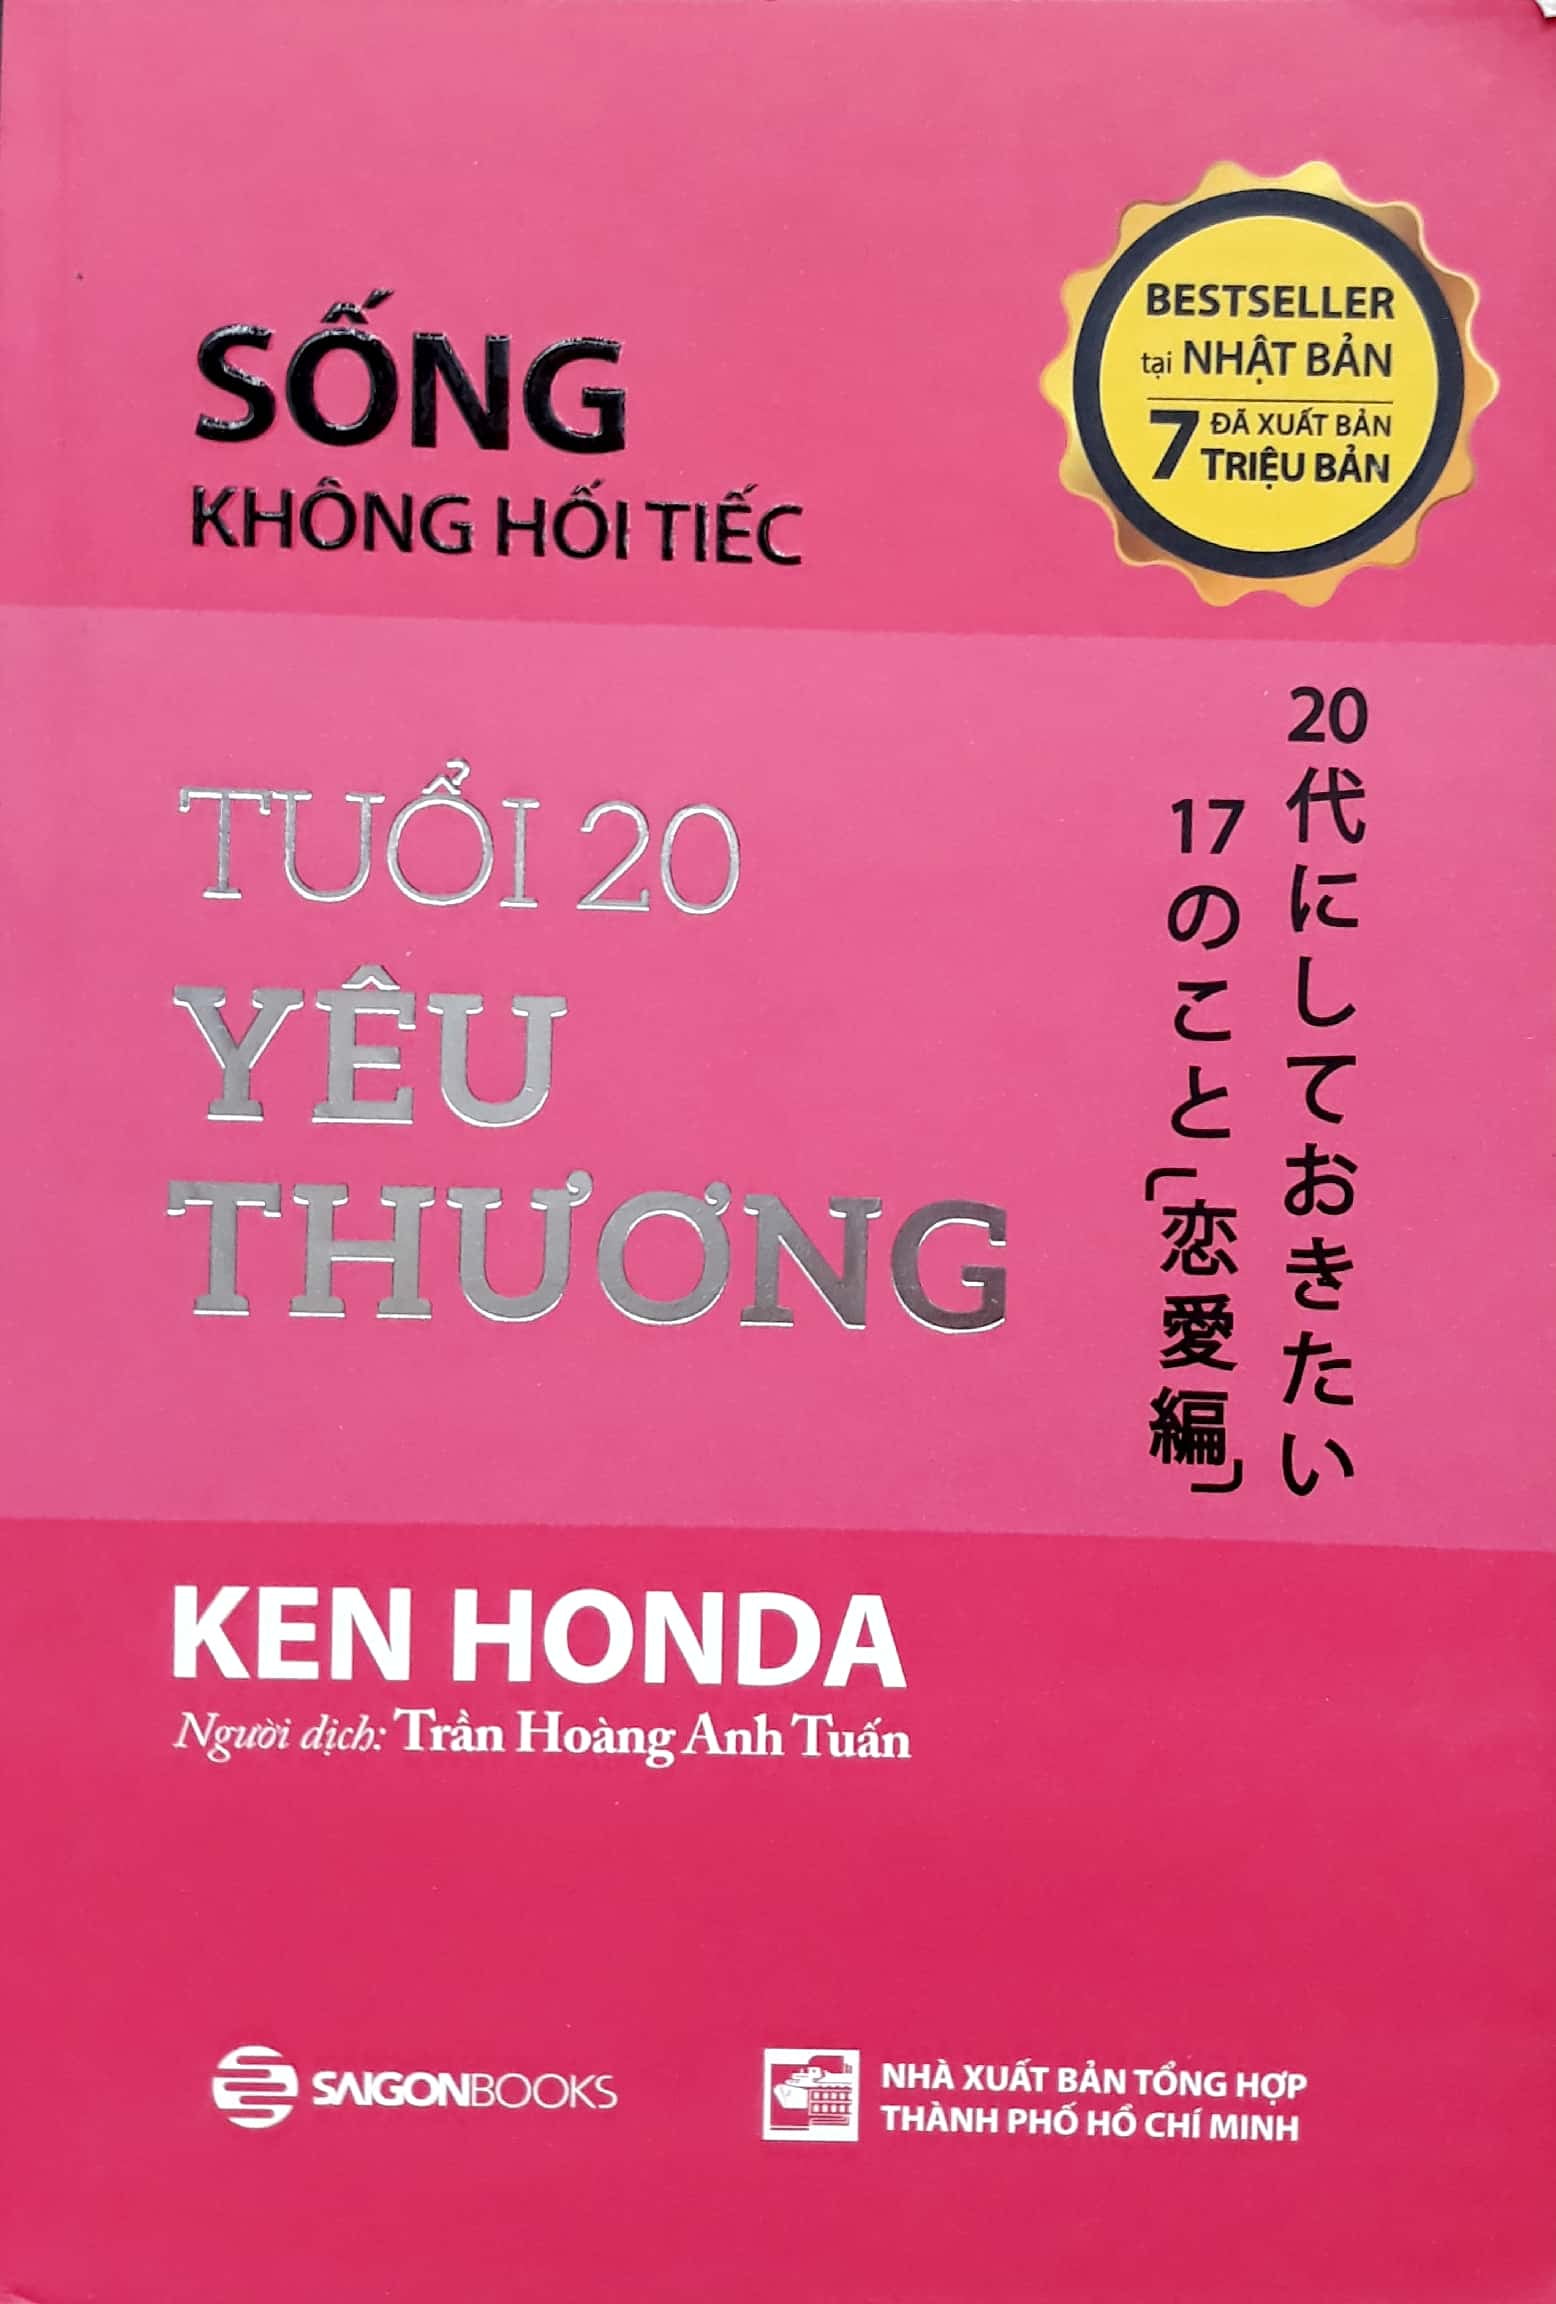 SỐNG
KHÔNG HỐI TIẾC
BESTSELLER
tại NHẬT BẢN
7 ĐÃ XUẤT BẢN
TRIỆU BẢN
TUỔI 20
YÊU
THƯƠNG
20代にしておきたい
17のこと「恋愛編」
KEN HONDA
Người dịch: Trần Hoàng Anh Tuấn
SAIGONBOOKS
NHÀ XUẤT BẢN TỔNG HỢP
THÀNH PHỐ HỒ CHÍ MINH